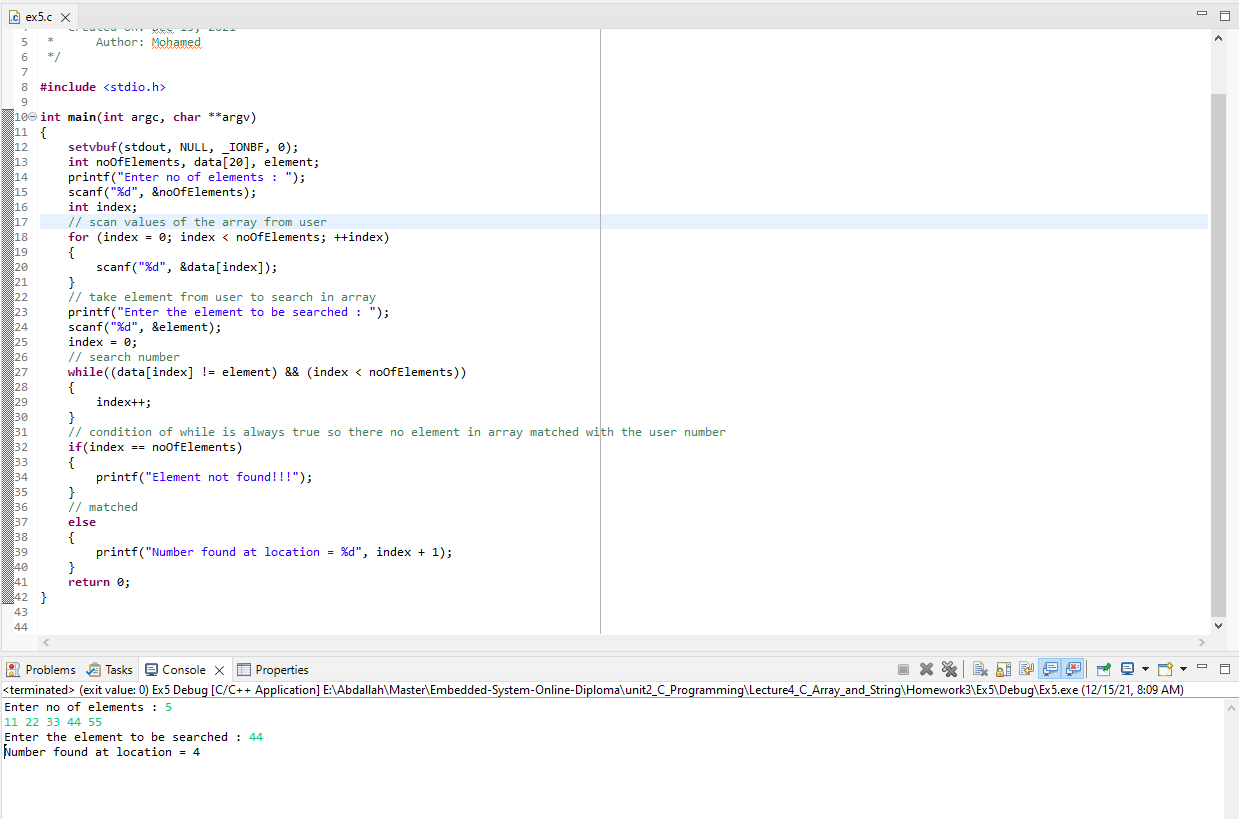 ex5.c
4 * Created on: Dec 15, 2021
5 * Author: Mohamed
6 */
7
8 #include <stdio.h>
9
10 int main(int argc, char **argv)
11 {
12 setvbuf(stdout, NULL, _IONBF, 0);
13 int noOfElements, data[20], element;
14 printf("Enter no of elements : ");
15 scanf("%d", &noOfElements);
16 int index;
17 // scan values of the array from user
18 for (index = 0; index < noOfElements; ++index)
19 {
20 scanf("%d", &data[index]);
21 }
22 // take element from user to search in array
23 printf("Enter the element to be searched : ");
24 scanf("%d", &element);
25 index = 0;
26 // search number
27 while((data[index] != element) && (index < noOfElements))
28 {
29 index++;
30 }
31 // condition of while is always true so there no element in array matched with the user number
32 if(index == noOfElements)
33 {
34 printf("Element not found!!!");
35 }
36 // matched
37 else
38 {
39 printf("Number found at location = %d", index + 1);
40 }
41 return 0;
42 }
43
44
Problems Tasks Console Properties
<terminated> (exit value: 0) Ex5 Debug [C/C++ Application] E:\Abdallah\Master\Embedded-System-Online-Diploma\unit2_C_Programming\Lecture4_C_Array_and_String\Homework3\Ex5\Debug\Ex5.exe (12/15/21, 8:09 AM)
Enter no of elements : 5
11 22 33 44 55
Enter the element to be searched : 44
Number found at location = 4